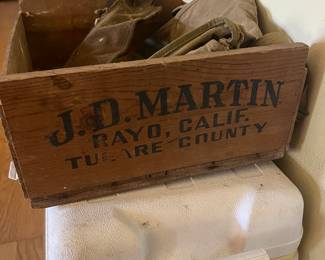 J.D. MARTIN
RAYO, CALIF.
TULARE COUNTY